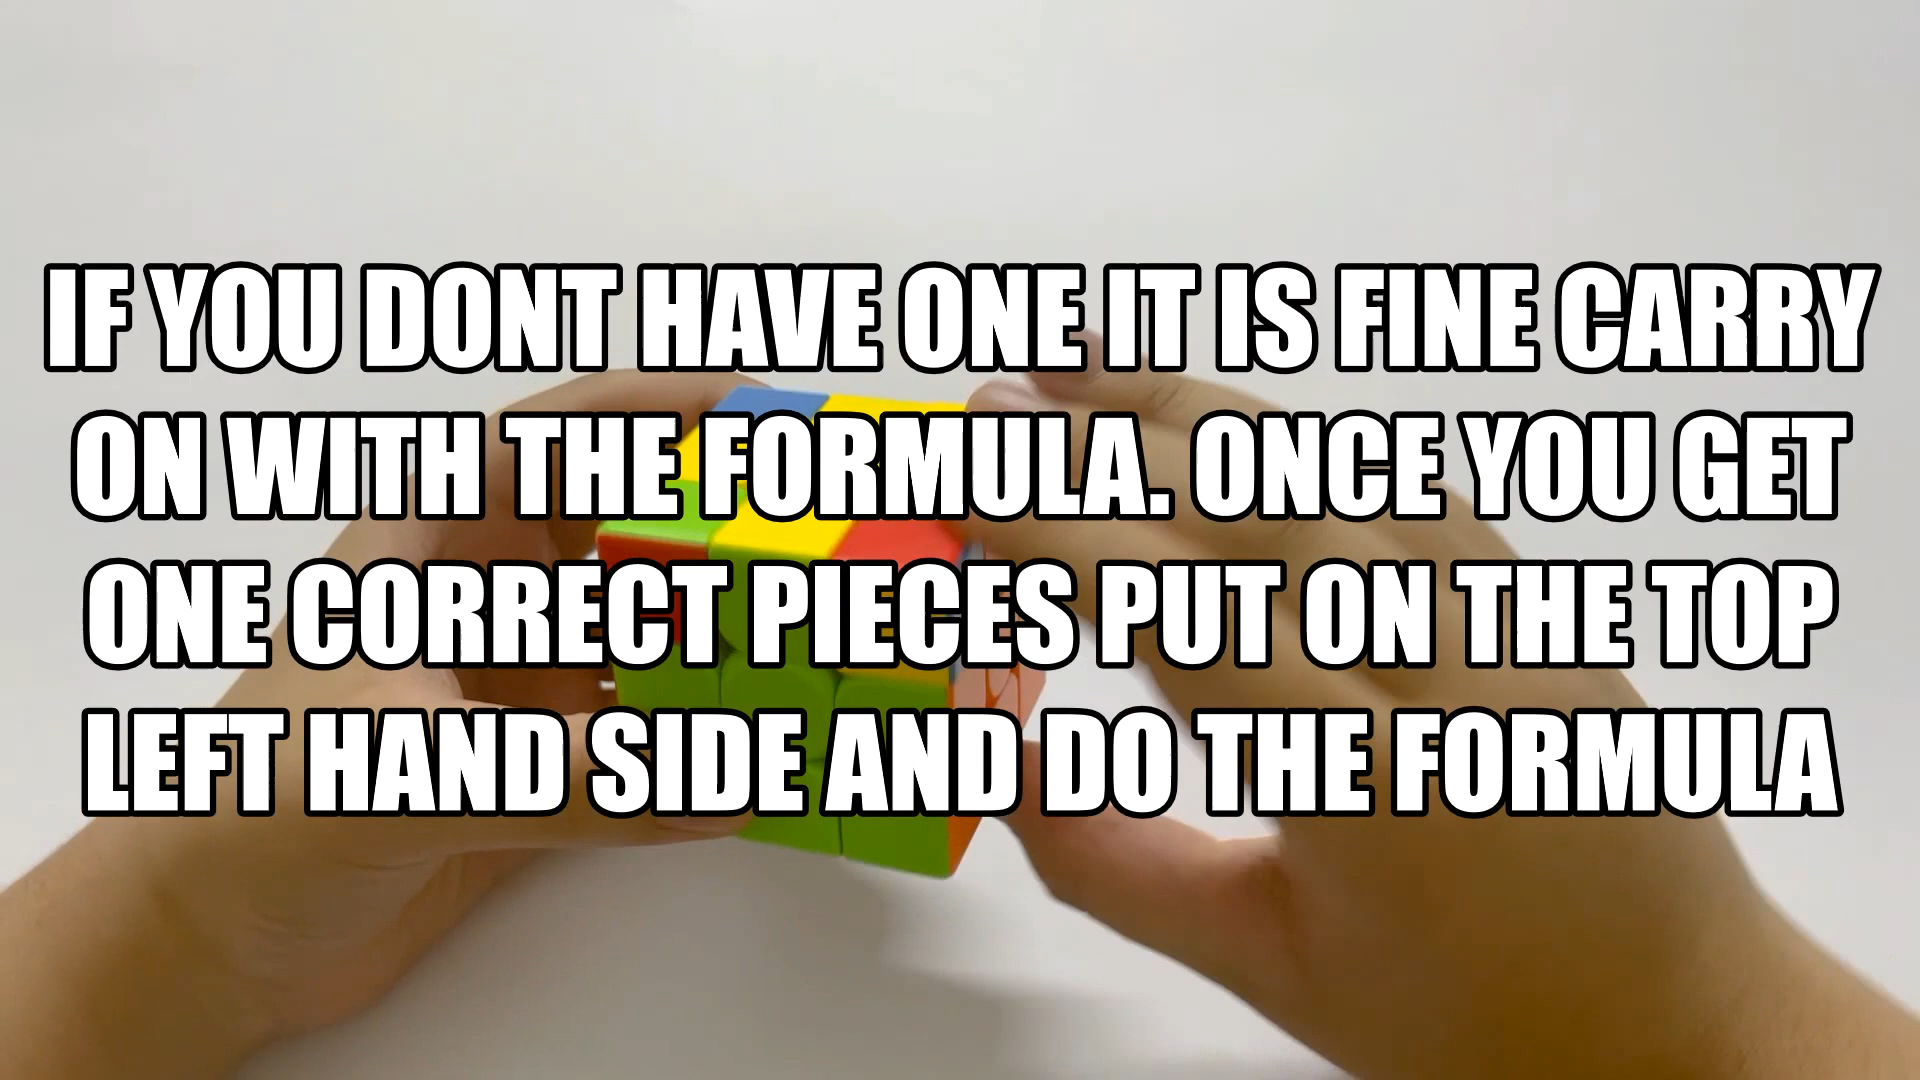 IF YOU DONT HAVE ONE IT IS FINE CARRY
ON WITH THE FORMULA. ONCE YOU GET
ONE CORRECT PIECES PUT ON THE TOP
LEFT HAND SIDE AND DO THE FORMULA